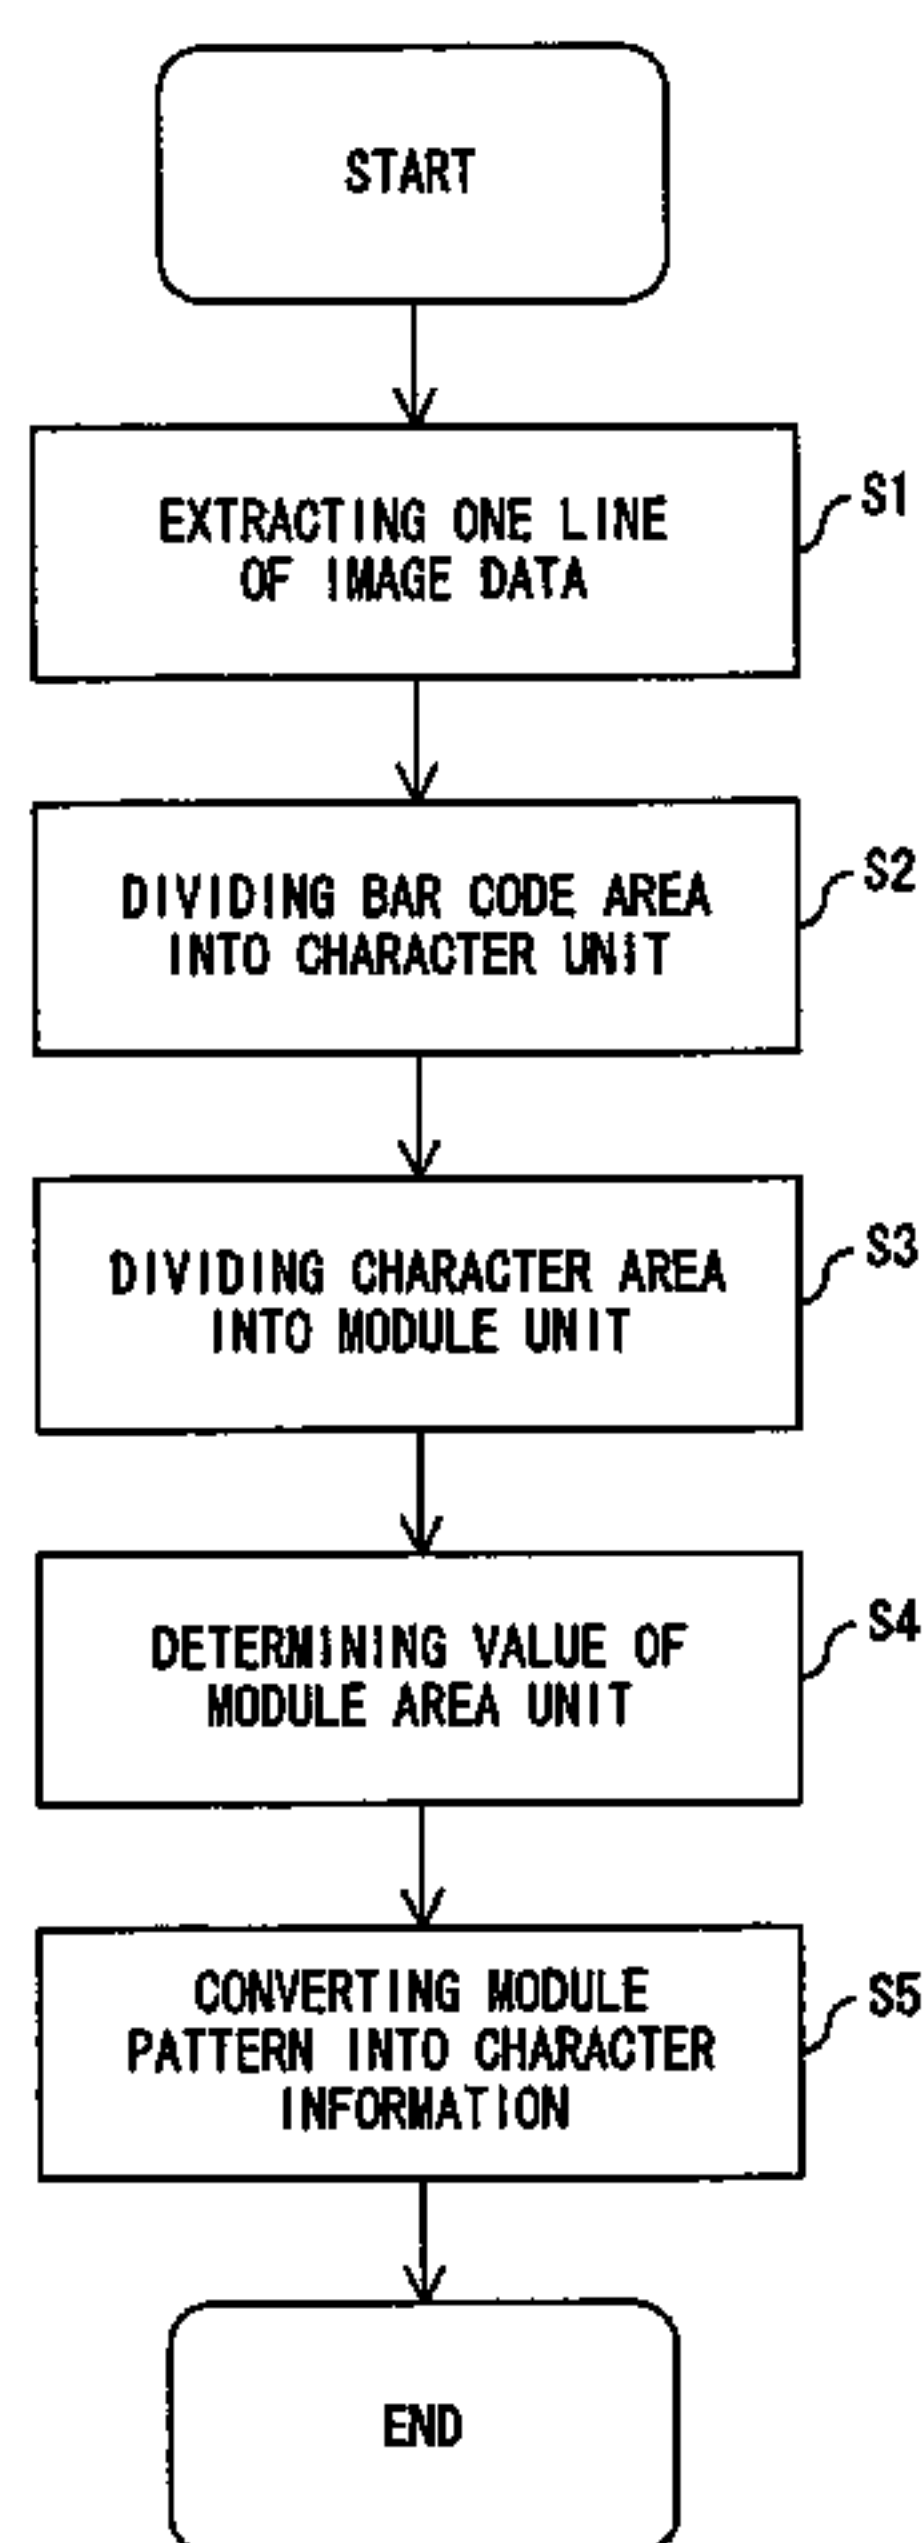 START
EXTRACTING ONE LINE
OF IMAGE DATA
S1
DIVIDING BAR CODE AREA
INTO CHARACTER UNIT
S2
DIVIDING CHARACTER AREA
INTO MODULE UNIT
S3
DETERMINING VALUE OF
MODULE AREA UNIT
S4
CONVERTING MODULE
PATTERN INTO CHARACTER
INFORMATION
S5
END